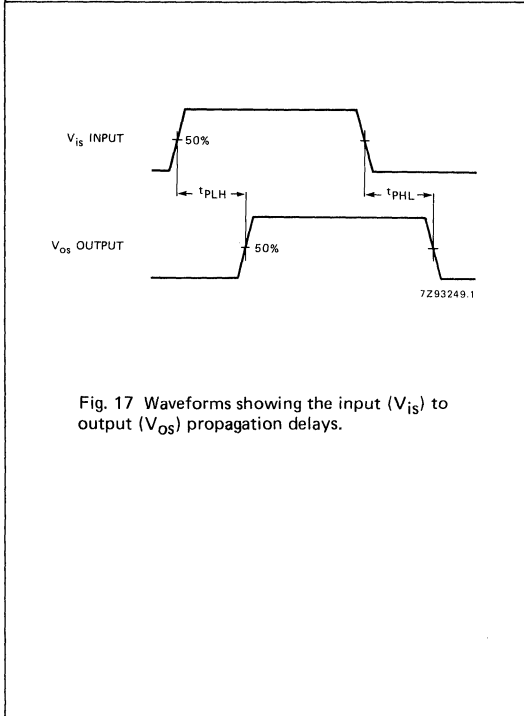 V_is INPUT
50%
t_PLH
t_PHL
V_os OUTPUT
50%
7Z93249.1
Fig. 17 Waveforms showing the input (V_is) to
output (V_os) propagation delays.